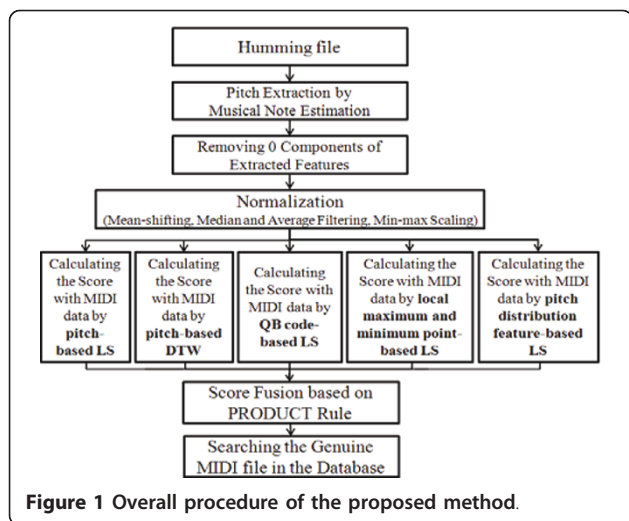 Humming file
Pitch Extraction by
Musical Note Estimation
Removing 0 Components of
Extracted Features
Normalization
(Mean-shifting, Median and Average Filtering, Min-max Scaling)
Calculating
the Score
with MIDI
data by
pitch-
based LS
Calculating
the Score
with MIDI
data by
pitch-based
DTW
Calculating
the Score with
MIDI data by
QB code-
based LS
Calculating the
Score with MIDI
data by local
maximum and
minimum point-
based LS
Calculating the
Score with MIDI
data by pitch
distribution
feature-based
LS
Score Fusion based on
PRODUCT Rule
Searching the Genuine
MIDI file in the Database
Figure 1 Overall procedure of the proposed method.